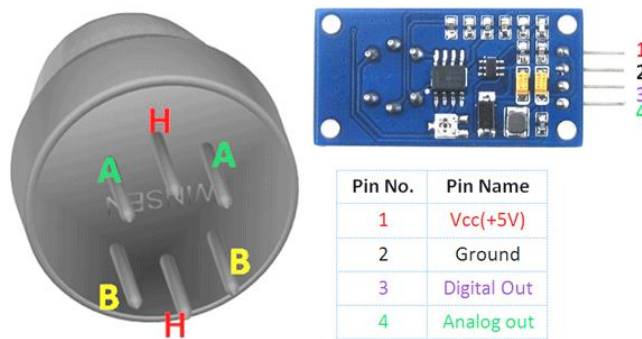 H
A
A
WINSEN
B
B
H
1
2
3
4
Pin No. Pin Name
1 Vcc(+5V)
2 Ground
3 Digital Out
4 Analog out